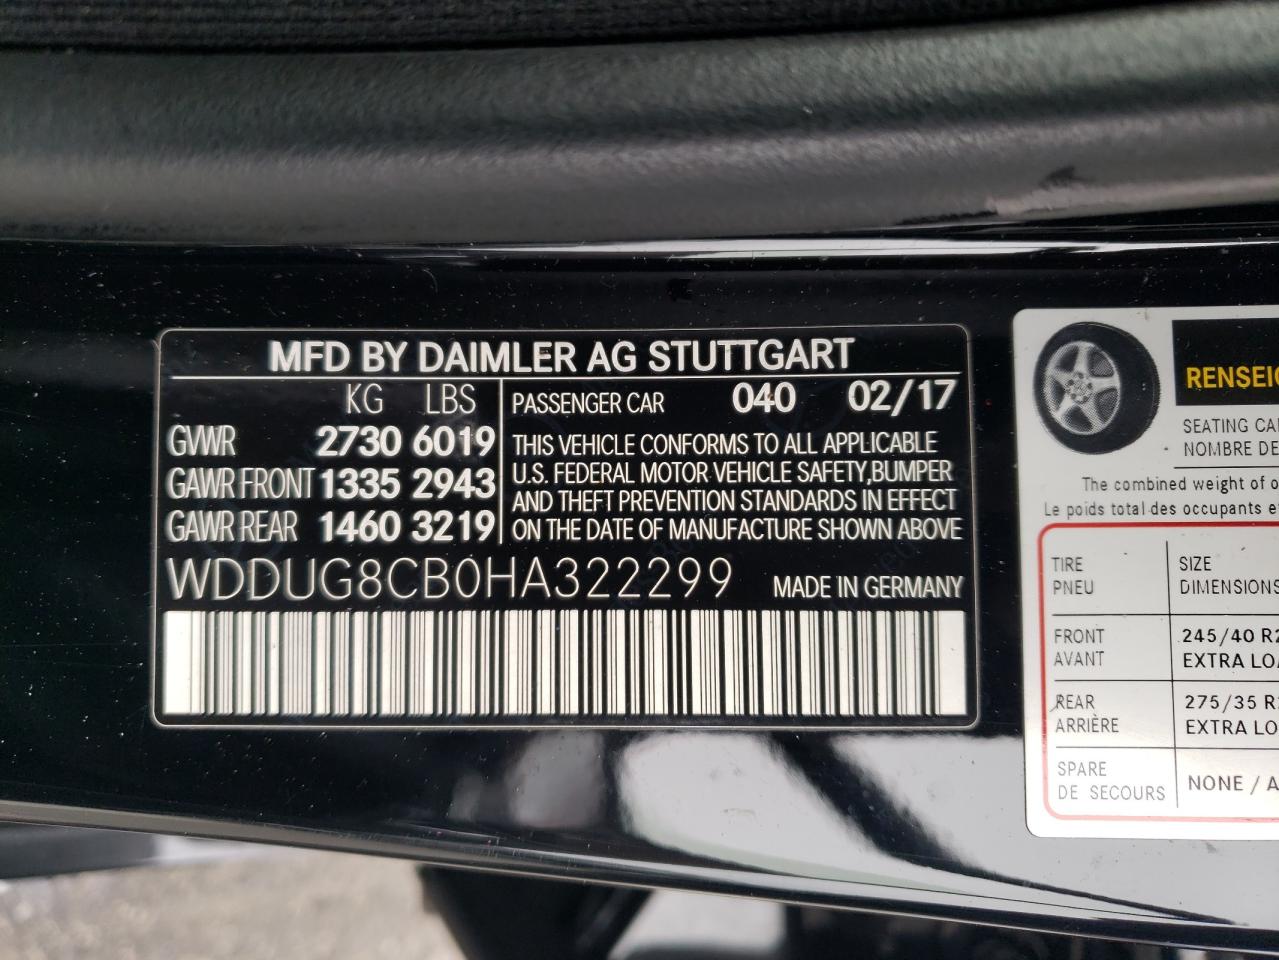 MFD BY DAIMLER AG STUTTGART
KG LBS
GVWR 2730 6019
GAWR FRONT 1335 2943
GAWR REAR 1460 3219
PASSENGER CAR 040 02/17
THIS VEHICLE CONFORMS TO ALL APPLICABLE
U.S. FEDERAL MOTOR VEHICLE SAFETY,BUMPER
AND THEFT PREVENTION STANDARDS IN EFFECT
ON THE DATE OF MANUFACTURE SHOWN ABOVE
WDDUG8CB0HA322299 MADE IN GERMANY
SEATING
NOMBRE DE
The combined weight of
Le poids total des occupants
TIRE SIZE
PNEU DIMENSIONS
FRONT 245/40
AVANT EXTRA
REAR 275/35
ARRIÈRE EXTRA
SPARE NONE /
DE SECOURS